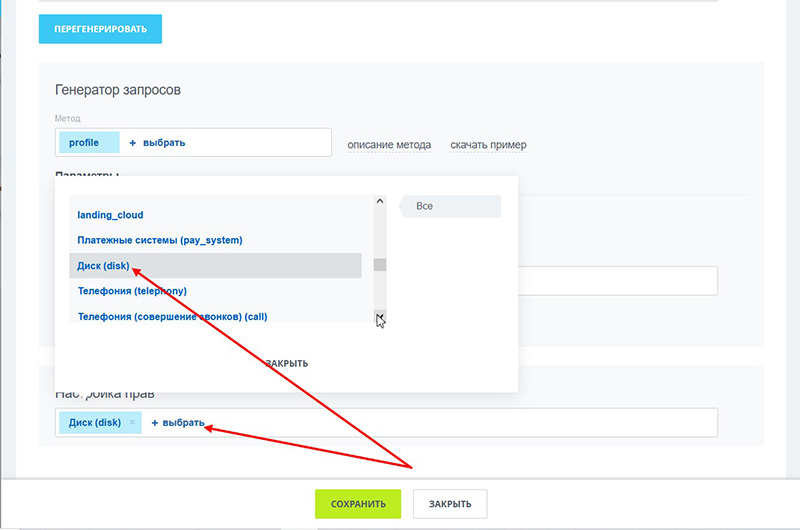 ПЕРЕГЕНЕРИРОВАТЬ
Генератор запросов
Метод
profile + выбрать описание метода скачать пример
Параметры
landing_cloud
Все
Платежные системы (pay_system)
Диск (disk)
Телефония (telephony)
Телефония (совершение звонков) (call)
ЗАКРЫТЬ
Настройка прав
Диск (disk) × + выбрать
СОХРАНИТЬ ЗАКРЫТЬ